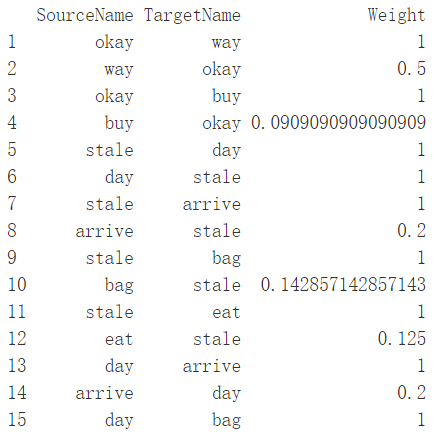 SourceName TargetName Weight
1 okay way 1
2 way okay 0.5
3 okay buy 1
4 buy okay 0.0909090909090909
5 stale day 1
6 day stale 1
7 stale arrive 1
8 arrive stale 0.2
9 stale bag 1
10 bag stale 0.142857142857143
11 stale eat 1
12 eat stale 0.125
13 day arrive 1
14 arrive day 0.2
15 day bag 1